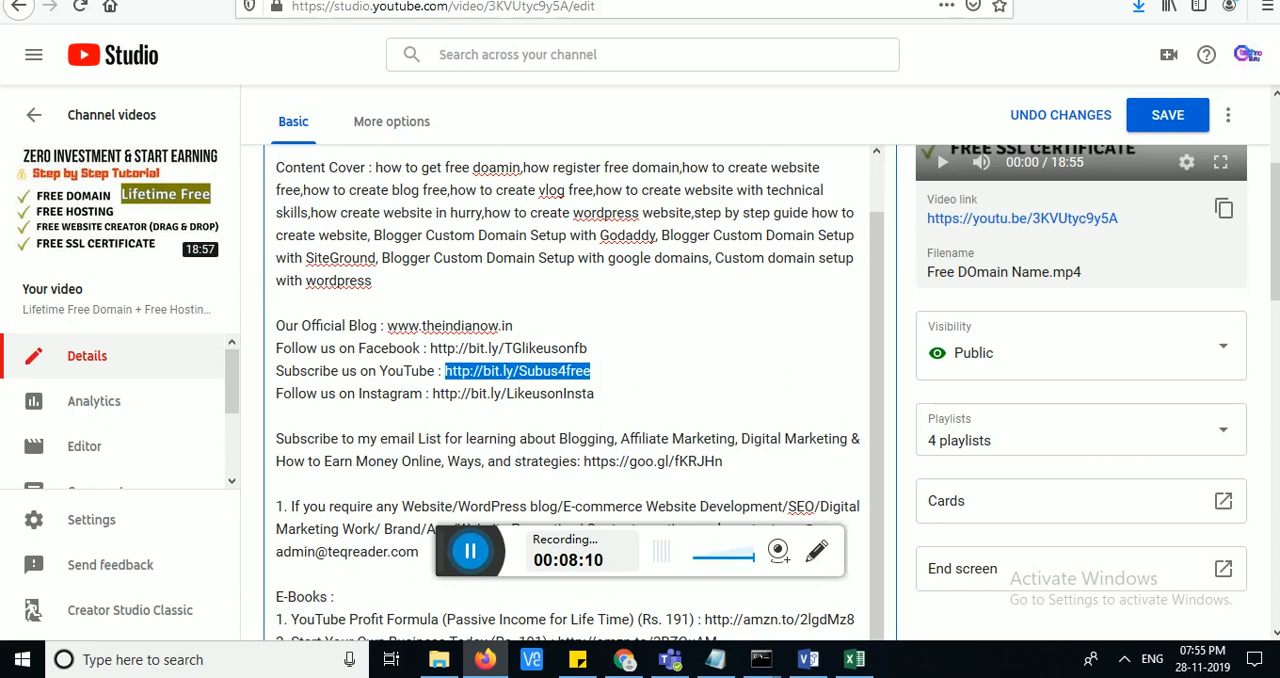 https://studio.youtube.com/video/3KVUtyc9y5A/edit
Studio
Search across your channel
Channel videos
ZERO INVESTMENT & START EARNING
Step by Step Tutorial
FREE DOMAIN Lifetime Free
FREE HOSTING
FREE WEBSITE CREATOR (DRAG & DROP)
FREE SSL CERTIFICATE
18:57
Your video
Lifetime Free Domain + Free Hostin...
Details
Analytics
Editor
Settings
Send feedback
Creator Studio Classic
Basic
More options
UNDO CHANGES
SAVE
Content Cover : how to get free doamin,how register free domain,how to create website
free,how to create blog free,how to create vlog free,how to create website with technical
skills,how create website in hurry,how to create wordpress website,step by step guide how to
create website, Blogger Custom Domain Setup with Godaddy, Blogger Custom Domain Setup
with SiteGround, Blogger Custom Domain Setup with google domains, Custom domain setup
with wordpress
Our Official Blog : www.theindianow.in
Follow us on Facebook : http://bit.ly/TGlikeusonfb
Subscribe us on YouTube : http://bit.ly/Subus4free
Follow us on Instagram : http://bit.ly/LikeusonInsta
Subscribe to my email List for learning about Blogging, Affiliate Marketing, Digital Marketing &
How to Earn Money Online, Ways, and strategies: https://goo.gl/fKRJHn
1. If you require any Website/WordPress blog/E-commerce Website Development/SEO/Digital
Marketing Work/ Brand/
admin@teqreader.com
Recording...
00:08:10
E-Books :
1. YouTube Profit Formula (Passive Income for Life Time) (Rs. 191) : http://amzn.to/2lgdMz8
FREE SSL CERTIFICATE
00:00 / 18:55
Video link
https://youtu.be/3KVUtyc9y5A
Filename
Free DOmain Name.mp4
Visibility
Public
Playlists
4 playlists
Cards
End screen
Activate Windows
Go to Settings to activate Windows.
Type here to search
ENG
07:55 PM
28-11-2019